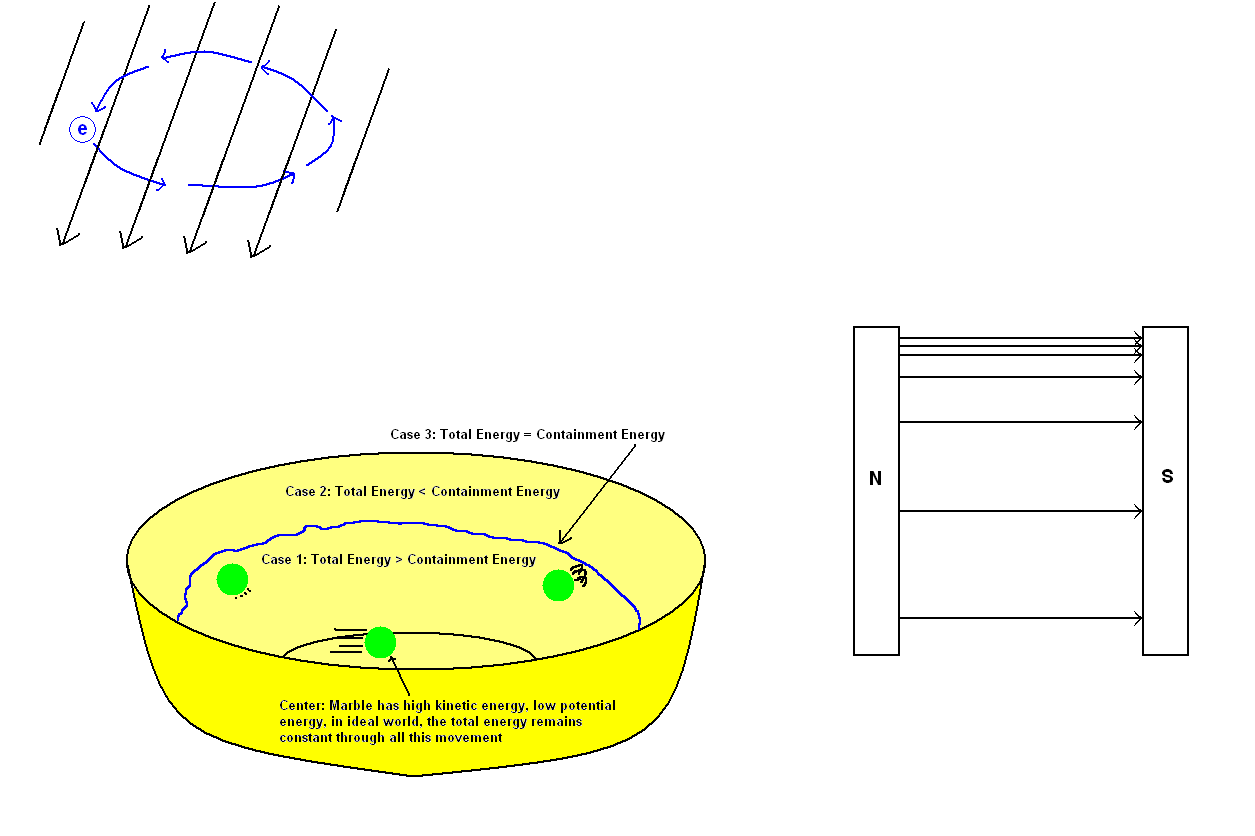 e
Case 3: Total Energy = Containment Energy
Case 2: Total Energy < Containment Energy
Case 1: Total Energy > Containment Energy
Center: Marble has high kinetic energy, low potential
energy, in ideal world, the total energy remains
constant through all this movement
N
S